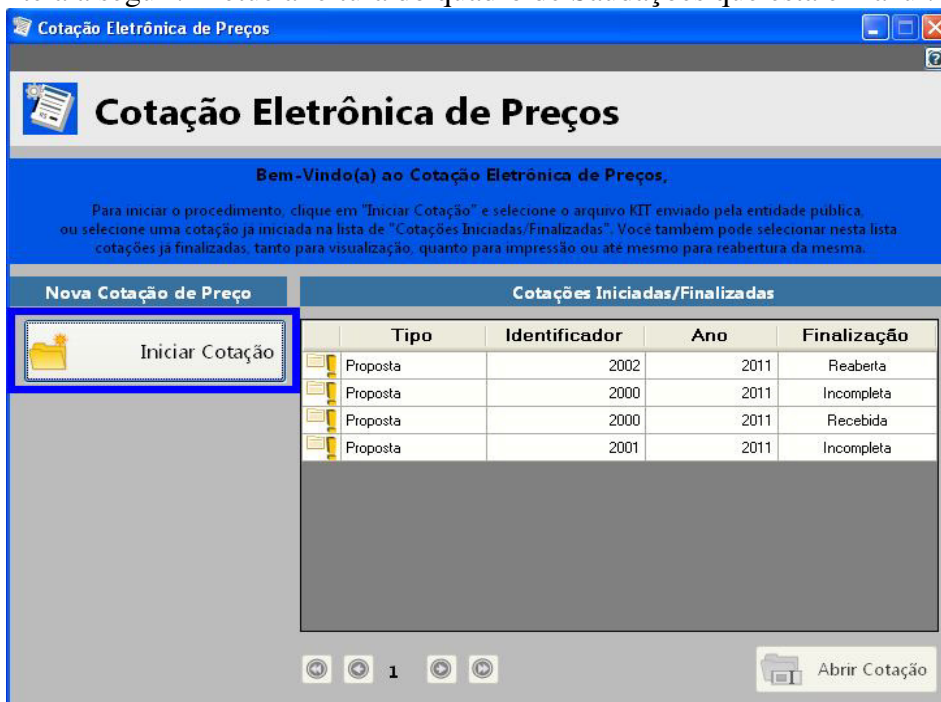 Cotação Eletrônica de Preços
Cotação Eletrônica de Preços
Bem-Vindo(a) ao Cotação Eletrônica de Preços,
Para iniciar o procedimento, clique em "Iniciar Cotação" e selecione o arquivo KIT enviado pela entidade pública,
ou selecione uma cotação já iniciada na lista de "Cotações Iniciadas/Finalizadas". Você também pode selecionar nesta lista
cotações já finalizadas, tanto para visualização, quanto para impressão ou até mesmo para reabertura da mesma.
Nova Cotação de Preço
Iniciar Cotação
Cotações Iniciadas/Finalizadas
Tipo Identificador Ano Finalização
Proposta 2002 2011 Reaberta
Proposta 2000 2011 Incompleta
Proposta 2000 2011 Recebida
Proposta 2001 2011 Incompleta
1
Abrir Cotação